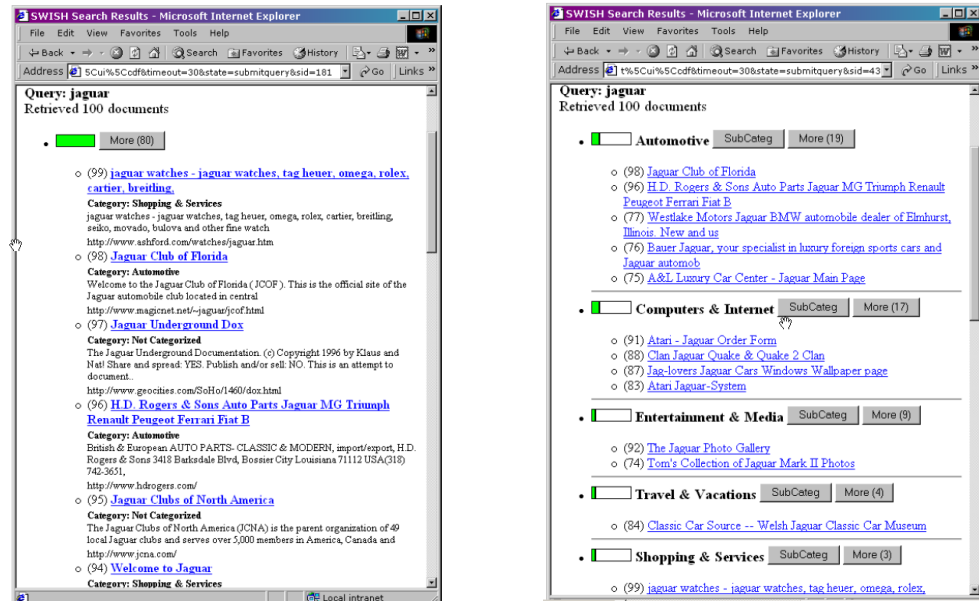 SWISH Search Results - Microsoft Internet Explorer
File Edit View Favorites Tools Help
Back Search Favorites History
Address 5Cui%5Cdf&timeout=30&state=submitquery&sid=181 Go Links »
Query: jaguar
Retrieved 100 documents
More (80)
(99) jaguar watches - jaguar watches, tag heuer, omega, rolex,
cartier, breitling,
Category: Shopping & Services
jaguar watches - jaguar watches, tag heuer, omega, rolex, cartier, breitling,
seiko, movado, bulova and other fine watch
http://www.ashford.com/watches/jaguar.htm
(98) Jaguar Club of Florida
Category: Automotive
Welcome to the Jaguar Club of Florida ( JCOF ). This is the official site of the
Jaguar automobile club located in central
http://www.magicnet.net/~jaguar/jcof.html
(97) Jaguar Underground Dox
Category: Not Categorized
The Jaguar Underground Documentation. (c) Copyright 1996 by Klaus and
Nat! Share and spread: YES. Publish and/or sell: NO. This is an attempt to
document..
http://www.geocities.com/SoHo/1460/dox.html
(96) H.D. Rogers & Sons Auto Parts Jaguar MG Triumph
Renault Peugeot Ferrari Fiat B
Category: Automotive
British & European AUTO PARTS- CLASSIC & MODERN, import/export, H.D.
Rogers & Sons 3418 Barksdale Blvd, Bossier City Louisiana 71112 USA(318)
742-3651,
http://www.hdrogers.com/
(95) Jaguar Clubs of North America
Category: Not Categorized
The Jaguar Clubs of North America (JCNA) is the parent organization of 49
local Jaguar clubs and serves over 5,000 members in America, Canada and
http://www.jcna.com/
(94) Welcome to Jaguar
Category: Shopping & Services
Local intranet
SWISH Search Results - Microsoft Internet Explorer
File Edit View Favorites Tools Help
Back Search Favorites History
Address t%5Cui%5Cdf&timeout=30&state=submitquery&sid=43 Go Links »
Query: jaguar
Retrieved 100 documents
Automotive SubCateg More (19)
(98) Jaguar Club of Florida
(96) H.D. Rogers & Sons Auto Parts Jaguar MG Triumph Renault
Peugeot Ferrari Fiat B
(77) Westlake Motors Jaguar BMW automobile dealer of Elmhurst,
Illinois. New and us
(76) Bauer Jaguar, your specialist in luxury foreign sports cars and
Jaguar automob
(75) A&L Luxury Car Center - Jaguar Main Page
Computers & Internet SubCateg More (17)
(91) Atari - Jaguar Order Form
(88) Clan Jaguar Quake & Quake 2 Clan
(87) Jag-lovers Jaguar Cars Windows Wallpaper page
(83) Atari Jaguar-System
Entertainment & Media SubCateg More (9)
(92) The Jaguar Photo Gallery
(74) Tom's Collection of Jaguar Mark II Photos
Travel & Vacations SubCateg More (4)
(84) Classic Car Source -- Welsh Jaguar Classic Car Museum
Shopping & Services SubCateg More (3)
(99) jaguar watches - jaguar watches, tag heuer, omega, rolex,